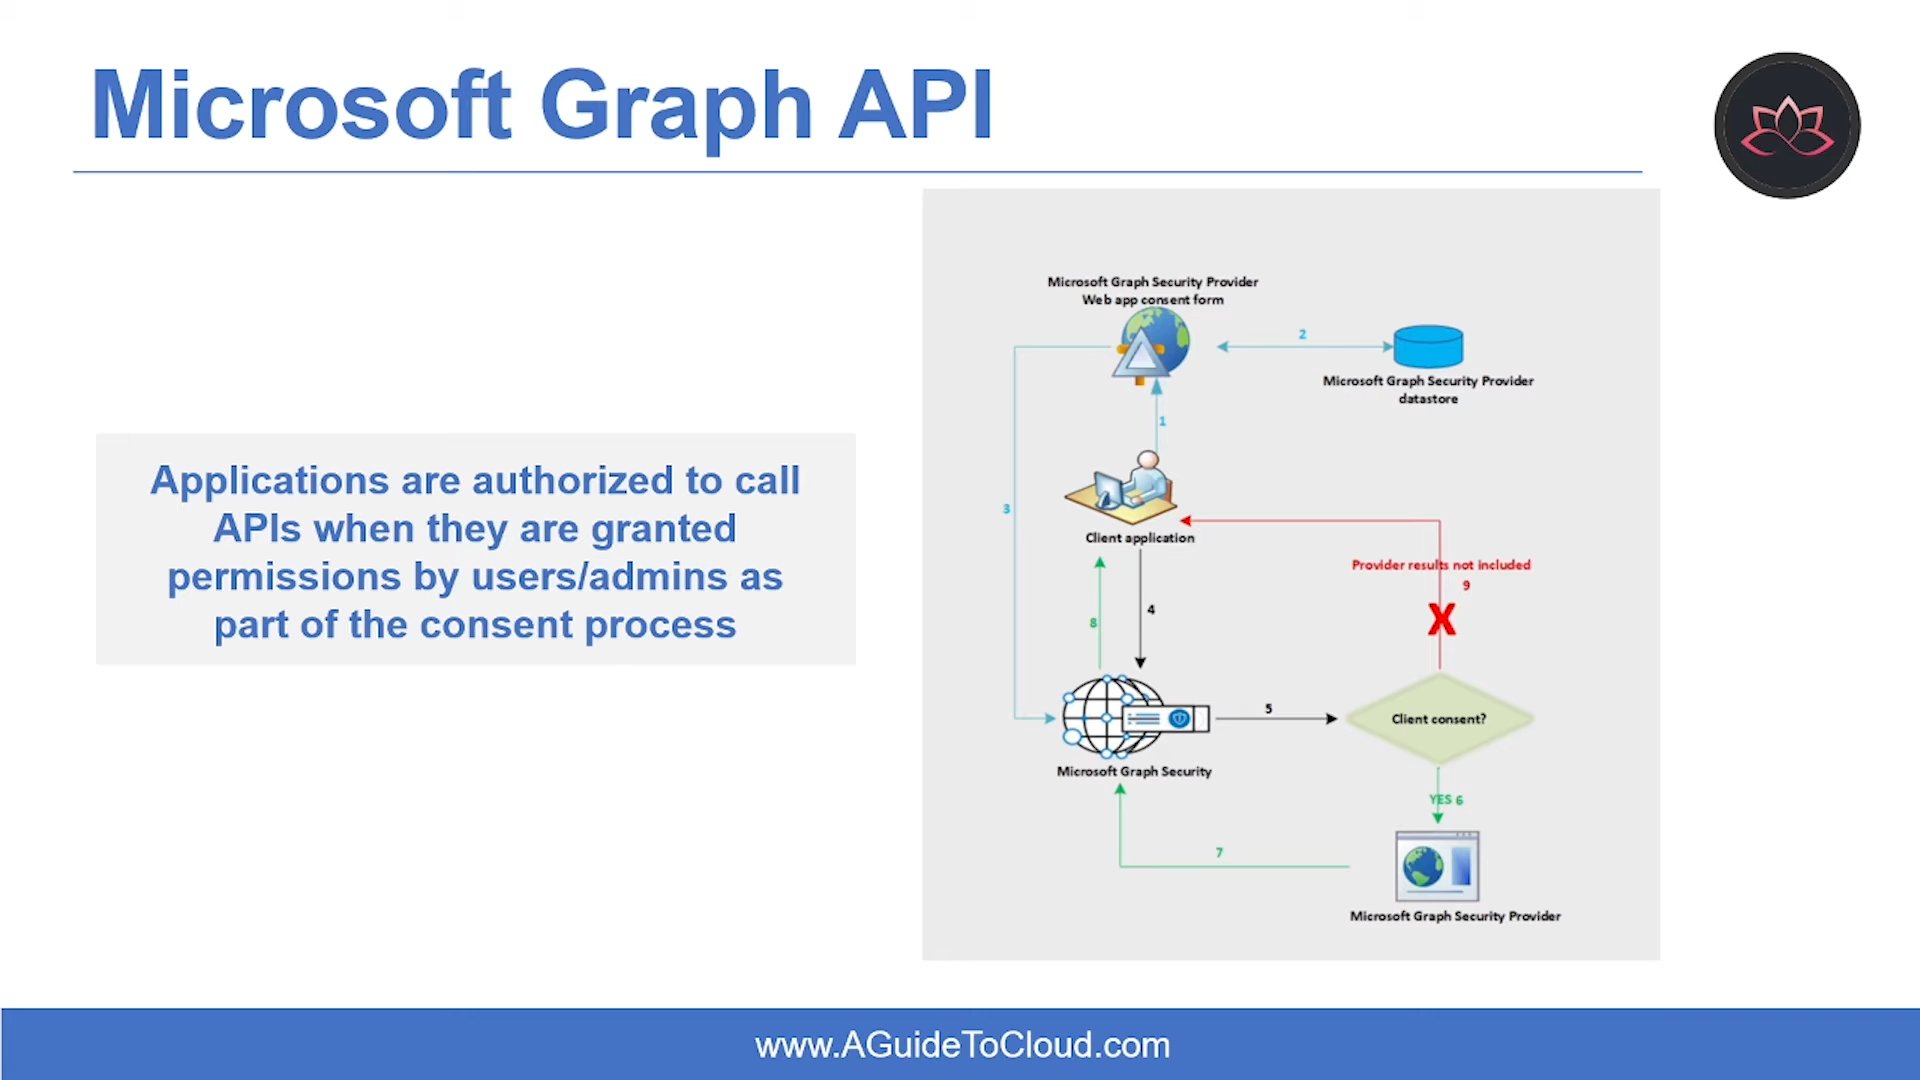 Microsoft Graph API
Applications are authorized to call
APIs when they are granted
permissions by users/admins as
part of the consent process
Microsoft Graph Security Provider
Web app consent form
2
Microsoft Graph Security Provider
datastore
1
3
Client application
Provider results not included
9
X
4
8
5
Client consent?
Microsoft Graph Security
YES 6
7
Microsoft Graph Security Provider
www.AGuideToCloud.com